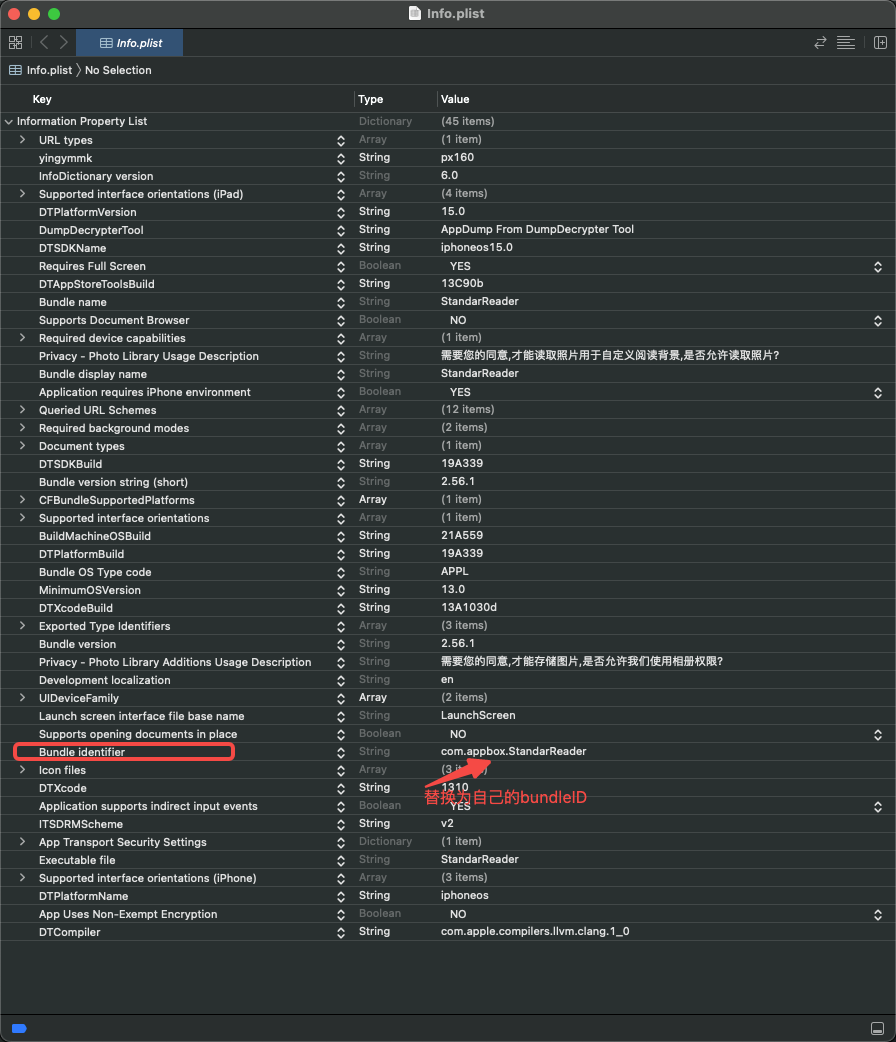 Info.plist
Info.plist
Info.plist 〉No Selection
Key Type Value
Information Property List Dictionary (45 items)
URL types Array (1 item)
yingymmk String px160
InfoDictionary version String 6.0
Supported interface orientations (iPad) Array (4 items)
DTPlatformVersion String 15.0
DumpDecrypterTool String AppDump From DumpDecrypter Tool
DTSDKName String iphoneos15.0
Requires Full Screen Boolean YES
DTAppStoreToolsBuild String 13C90b
Bundle name String StandarReader
Supports Document Browser Boolean NO
Required device capabilities Array (1 item)
Privacy - Photo Library Usage Description String 需要您的同意,才能读取照片用于自定义阅读背景,是否允许读取照片?
Bundle display name String StandarReader
Application requires iPhone environment Boolean YES
Queried URL Schemes Array (12 items)
Required background modes Array (2 items)
Document types Array (1 item)
DTSDKBuild String 19A339
Bundle version string (short) String 2.56.1
CFBundleSupportedPlatforms Array (1 item)
Supported interface orientations Array (1 item)
BuildMachineOSBuild String 21A559
DTPlatformBuild String 19A339
Bundle OS Type code String APPL
MinimumOSVersion String 13.0
DTXcodeBuild String 13A1030d
Exported Type Identifiers Array (3 items)
Bundle version String 2.56.1
Privacy - Photo Library Additions Usage Description String 需要您的同意,才能存储图片,是否允许我们使用相册权限?
Development localization String en
UIDeviceFamily Array (2 items)
Launch screen interface file base name String LaunchScreen
Supports opening documents in place Boolean NO
Bundle identifier String com.appbox.StandarReader
Icon files Array (3 items)
DTXcode String 1310
替换为自己的bundleID
Application supports indirect input events Boolean YES
ITSDRMScheme String v2
App Transport Security Settings Dictionary (1 item)
Executable file String StandarReader
Supported interface orientations (iPhone) Array (3 items)
DTPlatformName String iphoneos
App Uses Non-Exempt Encryption Boolean NO
DTCompiler String com.apple.compilers.llvm.clang.1_0